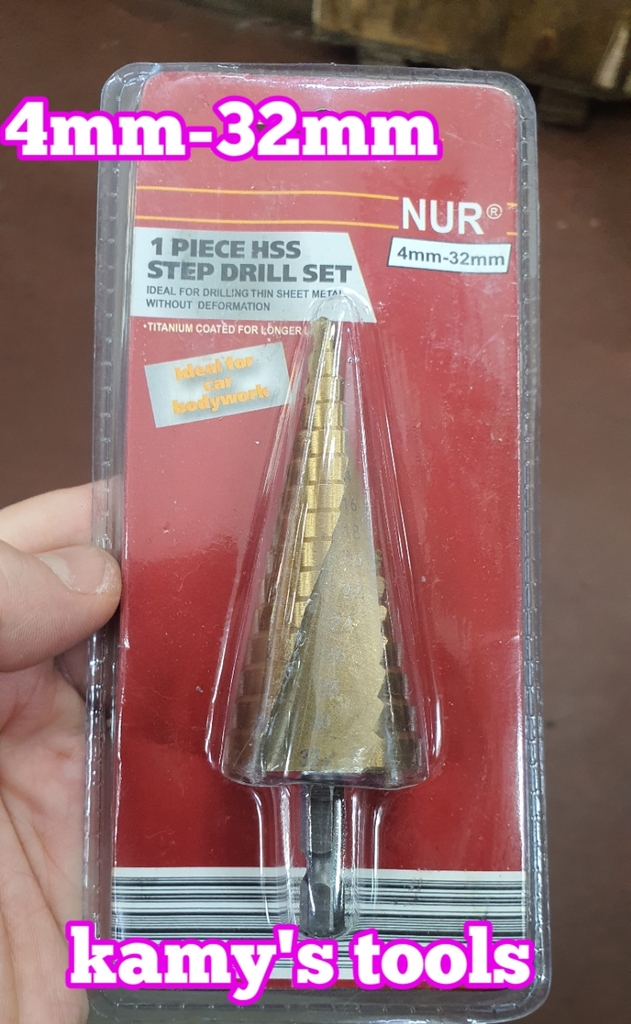 4mm-32mm
NUR®
4mm-32mm
1 PIECE HSS
STEP DRILL SET
IDEAL FOR DRILLING THIN SHEET METAL
WITHOUT DEFORMATION
•TITANIUM COATED FOR LONGER
Ideal for
car
bodywork
kamy's tools